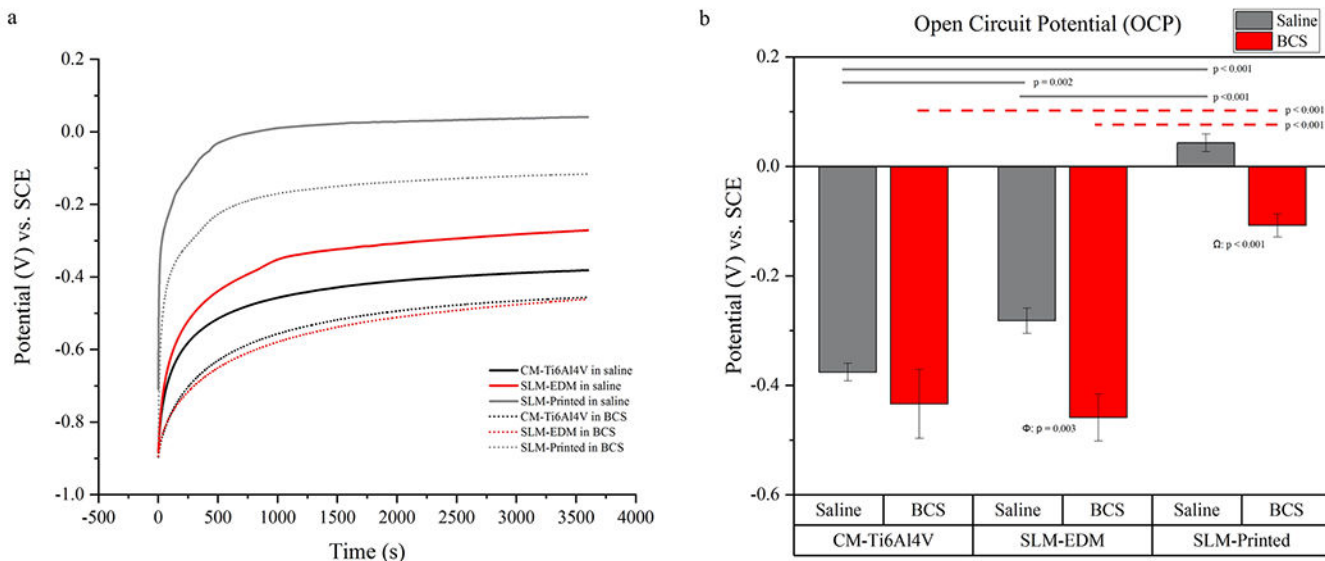 a
0.2
0.0
-0.2
-0.4
-0.6
-0.8
-1.0
Potential (V) vs. SCE
CM-Ti6Al4V in saline
SLM-EDM in saline
SLM-Printed in saline
CM-Ti6Al4V in BCS
SLM-EDM in BCS
SLM-Printed in BCS
-500 0 500 1000 1500 2000 2500 3000 3500 4000
Time (s)
b
Open Circuit Potential (OCP)
Saline
BCS
0.2
0.0
-0.2
-0.4
-0.6
Potential (V) vs. SCE
p < 0.001
p = 0.002
p <0.001
p < 0.001
p < 0.001
Ω: p < 0.001
Φ: p = 0.003
Saline BCS Saline BCS Saline BCS
CM-Ti6Al4V SLM-EDM SLM-Printed